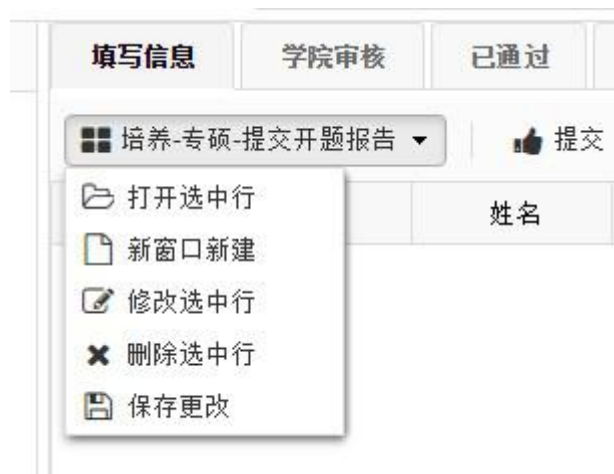 填写信息 学院审核 已通过
培养-专硕-提交开题报告 提交
打开选中行
姓名
新窗口新建
修改选中行
删除选中行
保存更改